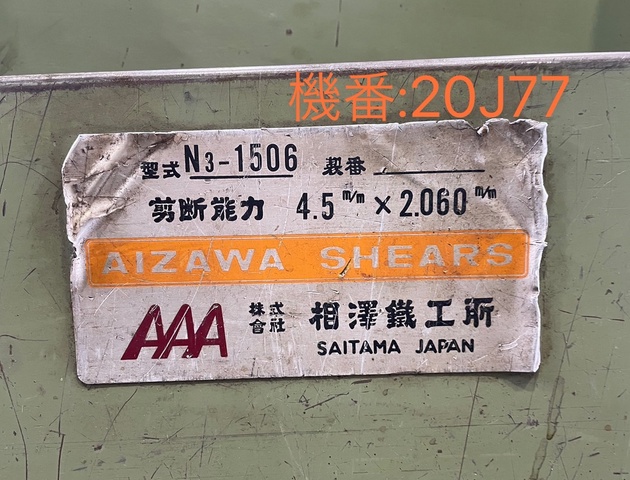 機番:20J77
型式 N3-1506 製番
剪断能力 4.5 m/m × 2.060 m/m
AIZAWA SHEARS
AAA 株式會社 相澤鐵工所
SAITAMA JAPAN